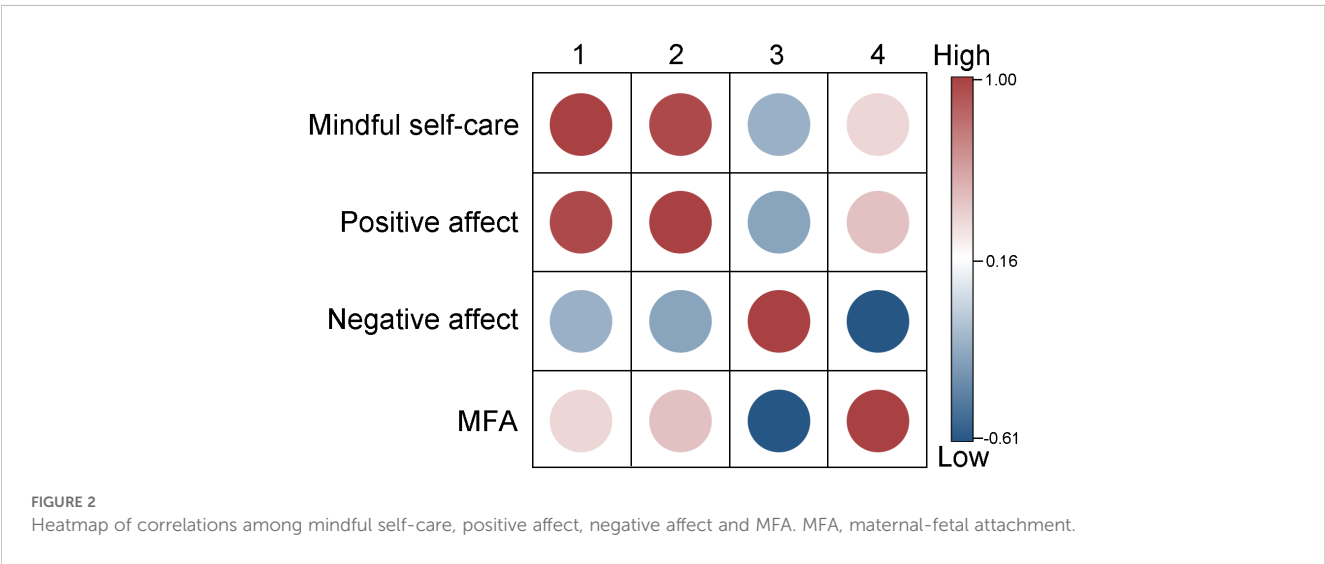 1 2 3 4 High
1.00
Mindful self-care
Positive affect
0.16
Negative affect
MFA
-0.61
Low
FIGURE 2
Heatmap of correlations among mindful self-care, positive affect, negative affect and MFA. MFA, maternal-fetal attachment.